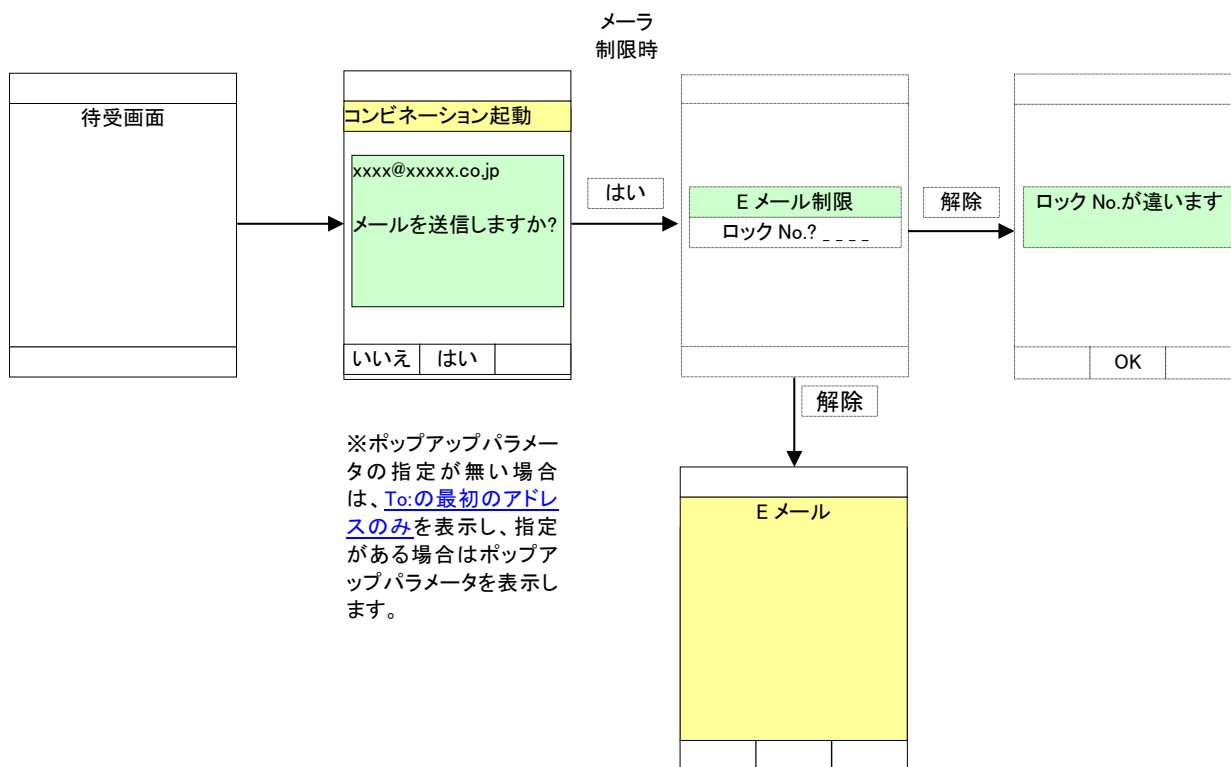 メーラ
制限時
待受画面
コンビネーション起動
xxxx@xxxxx.co.jp
メールを送信しますか?
いいえ はい
はい
E メール制限
ロック No.? _ _ _ _
解除
ロック No.が違います
OK
解除
※ポップアップパラメー
タの指定が無い場合
は、To:の最初のアドレ
スのみを表示し、指定
がある場合はポップア
ップパラメータを表示し
ます。
E メール